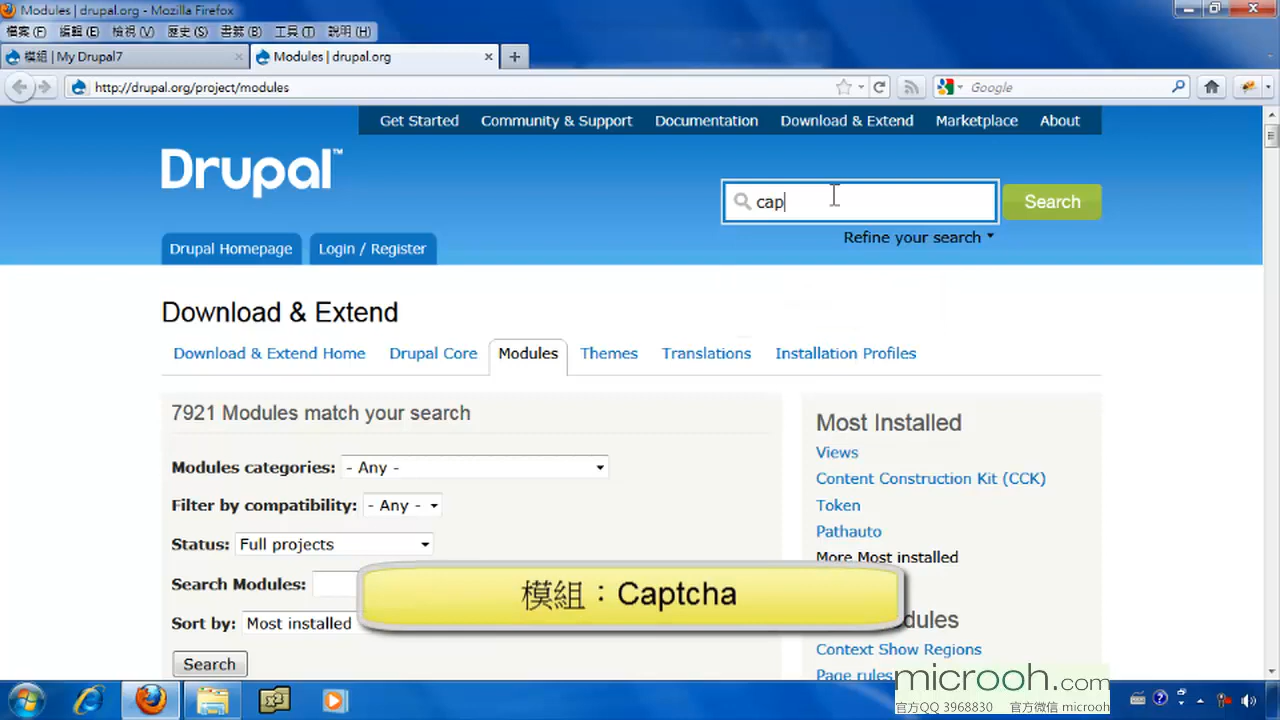 Modules | drupal.org - Mozilla Firefox
檔案(F) 編輯(E) 檢視(V) 歷史(S) 書籤(B) 工具(T) 說明(H)
模組 | My Drupal7
Modules | drupal.org
http://drupal.org/project/modules
Google
Get Started Community & Support Documentation Download & Extend Marketplace About
Drupal™
cap
Search
Refine your search
Drupal Homepage Login / Register
Download & Extend
Download & Extend Home Drupal Core Modules Themes Translations Installation Profiles
7921 Modules match your search
Modules categories: - Any -
Filter by compatibility: - Any -
Status: Full projects
Search Modules:
Sort by: Most installed
Search
Most Installed
Views
Content Construction Kit (CCK)
Token
Pathauto
More Most installed
模組：Captcha
dules
Context Show Regions
Page rules
microoh.com
官方QQ 3968830 官方微信 microoh